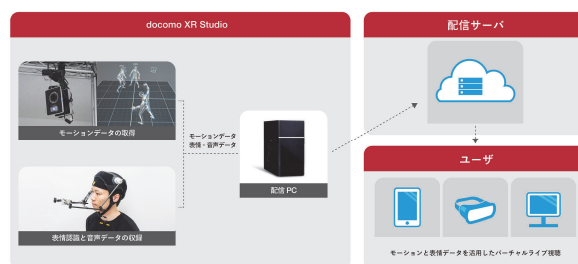 docomo XR Studio
モーションデータの取得
表情認識と音声データの収録
モーションデータ
表情・音声データ
配信 PC
配信サーバ
ユーザ
モーションと表情データを活用したバーチャルライブ視聴